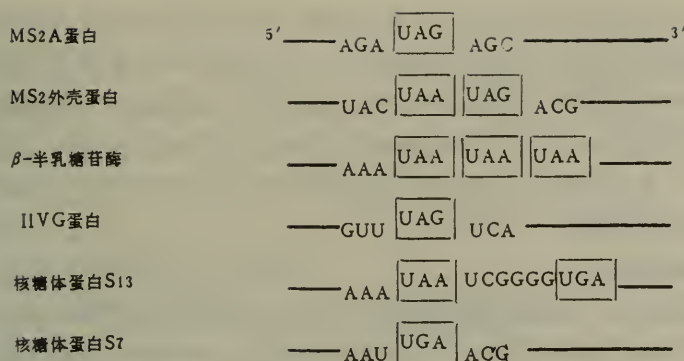 MS2A蛋白 5′ AGA UAG AGC 3′
MS2外壳蛋白 UAC UAA UAG ACG
β-半乳糖苷酶 AAA UAA UAA UAA
IIVG蛋白 GUU UAG UCA
核糖体蛋白S13 AAA UAA UCGGGG UGA
核糖体蛋白S7 AAU UGA ACG